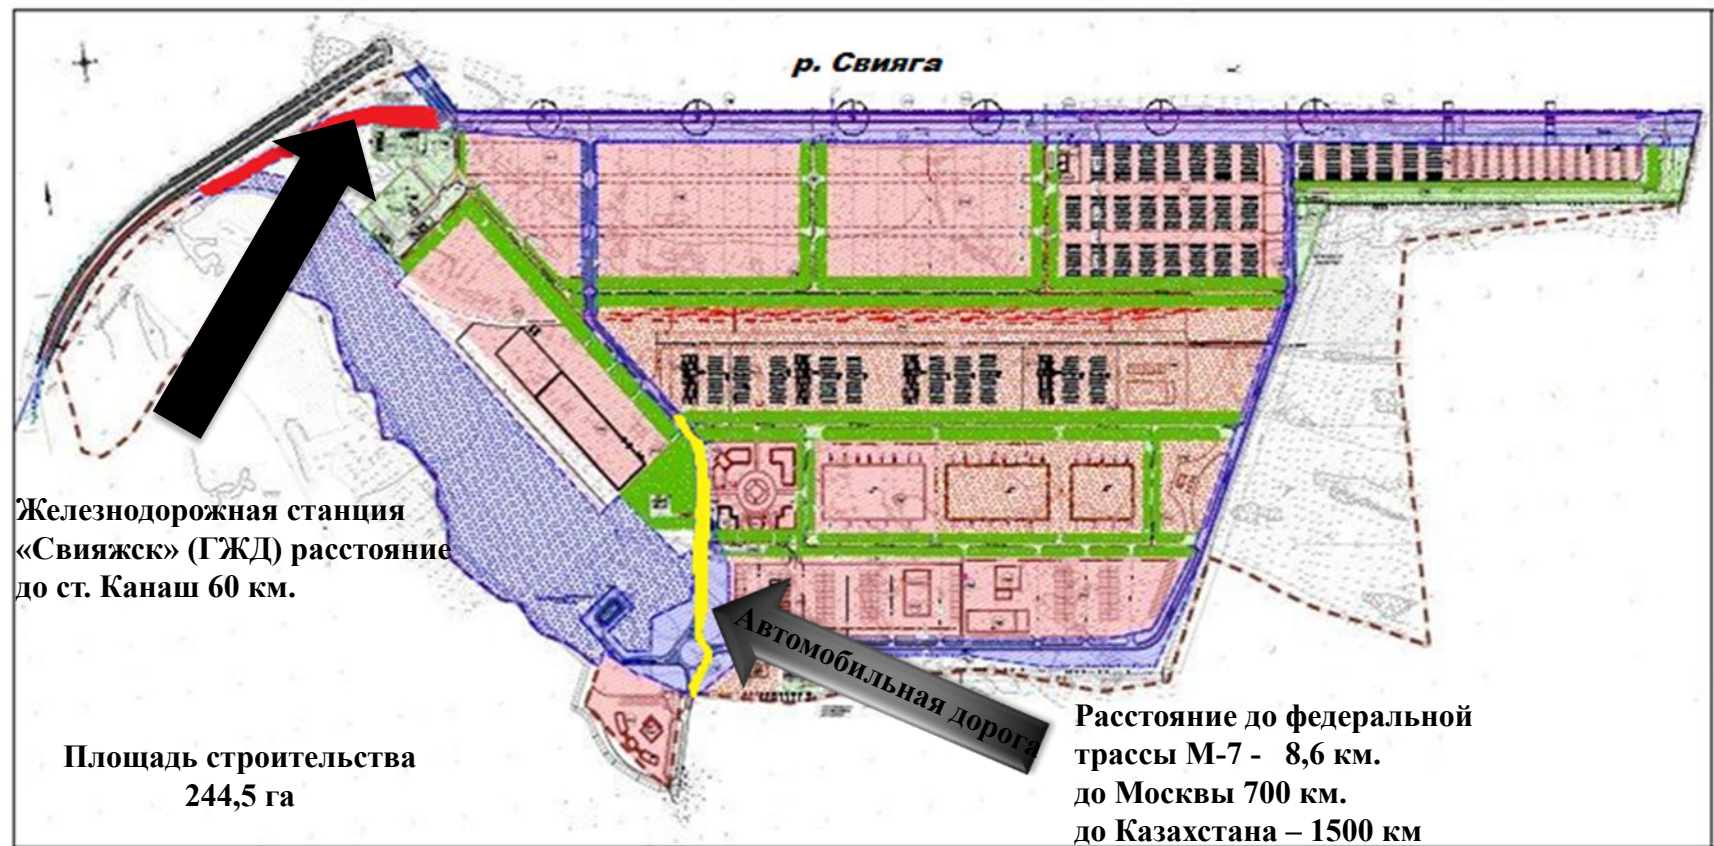 р. Свияга
Железнодорожная станция
«Свияжск» (ГЖД) расстояние
до ст. Канаш 60 км.
Автомобильная дорога
Площадь строительства
244,5 га
Расстояние до федеральной
трассы М-7 - 8,6 км.
до Москвы 700 км.
до Казахстана – 1500 км